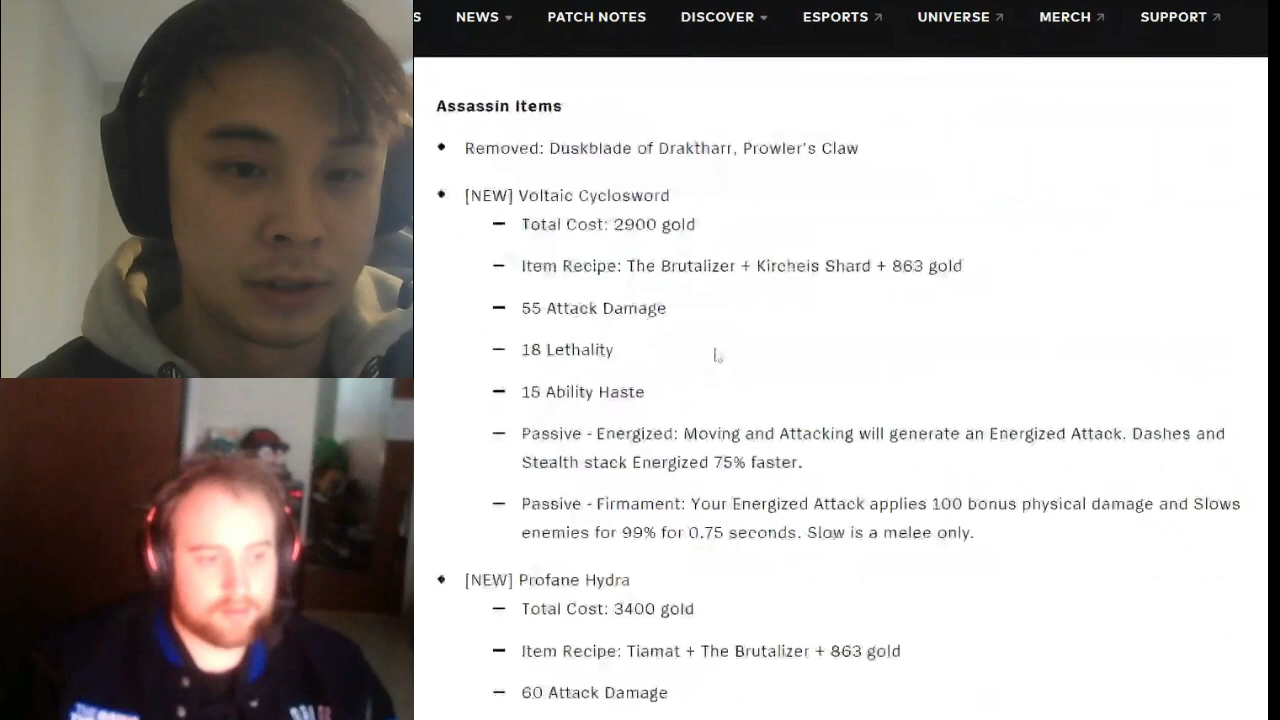 S NEWS PATCH NOTES DISCOVER ESPORTS UNIVERSE MERCH SUPPORT
Assassin Items
Removed: Duskblade of Draktharr, Prowler's Claw
[NEW] Voltaic Cyclosword
Total Cost: 2900 gold
Item Recipe: The Brutalizer + Kircheis Shard + 863 gold
55 Attack Damage
18 Lethality
15 Ability Haste
Passive - Energized: Moving and Attacking will generate an Energized Attack. Dashes and
Stealth stack Energized 75% faster.
Passive - Firmament: Your Energized Attack applies 100 bonus physical damage and Slows
enemies for 99% for 0.75 seconds. Slow is a melee only.
[NEW] Profane Hydra
Total Cost: 3400 gold
Item Recipe: Tiamat + The Brutalizer + 863 gold
60 Attack Damage